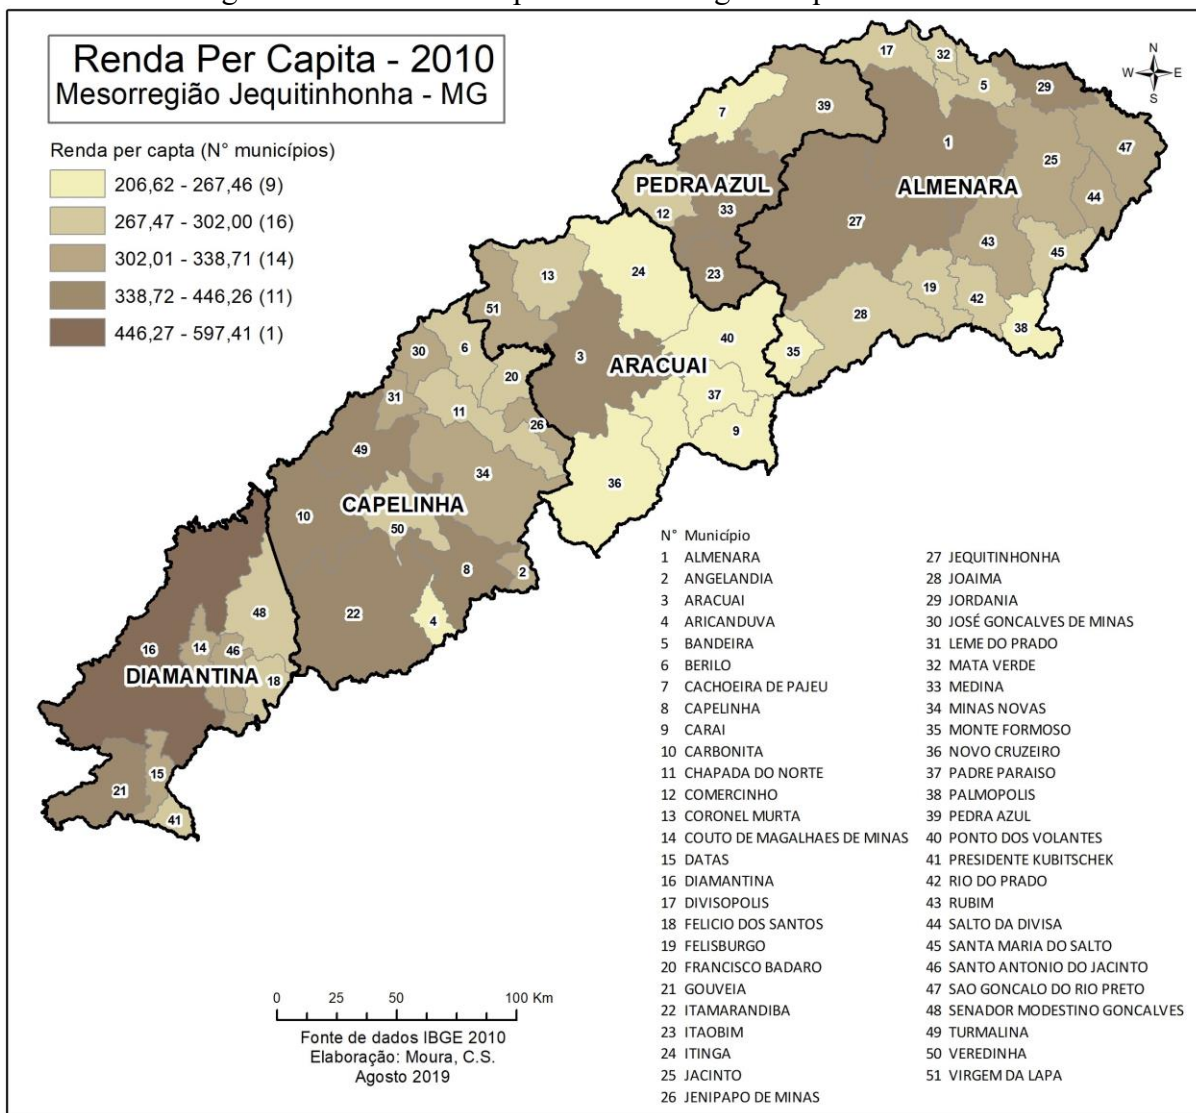 Renda Per Capita - 2010
Mesorregião Jequitinhonha - MG
Renda per capta (N° municípios)
206,62 - 267,46 (9)
267,47 - 302,00 (16)
302,01 - 338,71 (14)
338,72 - 446,26 (11)
446,27 - 597,41 (1)
N
W E
S
17
32
5
29
7
39
1
47
25
PEDRA AZUL
ALMENARA
12
33
27
44
43
45
24
13
23
51
19
42
28
38
40
35
30
6
3
ARACUAI
20
31
37
11
26
9
49
34
36
CAPELINHA
10
50
8
2
48
22
4
16
14
46
DIAMANTINA
18
15
21
41
0 25 50 100 Km
Fonte de dados IBGE 2010
Elaboração: Moura, C.S.
Agosto 2019
N° Município
1 ALMENARA
2 ANGELANDIA
3 ARACUAI
4 ARICANDUVA
5 BANDEIRA
6 BERILO
7 CACHOEIRA DE PAJEU
8 CAPELINHA
9 CARAI
10 CARBONITA
11 CHAPADA DO NORTE
12 COMERCINHO
13 CORONEL MURTA
14 COUTO DE MAGALHAES DE MINAS
15 DATAS
16 DIAMANTINA
17 DIVISOPOLIS
18 FELICIO DOS SANTOS
19 FELISBURGO
20 FRANCISCO BADARO
21 GOUVEIA
22 ITAMARANDIBA
23 ITAOBIM
24 ITINGA
25 JACINTO
26 JENIPAPO DE MINAS
27 JEQUITINHONHA
28 JOAIMA
29 JORDANIA
30 JOSÉ GONCALVES DE MINAS
31 LEME DO PRADO
32 MATA VERDE
33 MEDINA
34 MINAS NOVAS
35 MONTE FORMOSO
36 NOVO CRUZEIRO
37 PADRE PARAISO
38 PALMOPOLIS
39 PEDRA AZUL
40 PONTO DOS VOLANTES
41 PRESIDENTE KUBITSCHEK
42 RIO DO PRADO
43 RUBIM
44 SALTO DA DIVISA
45 SANTA MARIA DO SALTO
46 SANTO ANTONIO DO JACINTO
47 SAO GONCALO DO RIO PRETO
48 SENADOR MODESTINO GONCALVES
49 TURMALINA
50 VEREDINHA
51 VIRGEM DA LAPA